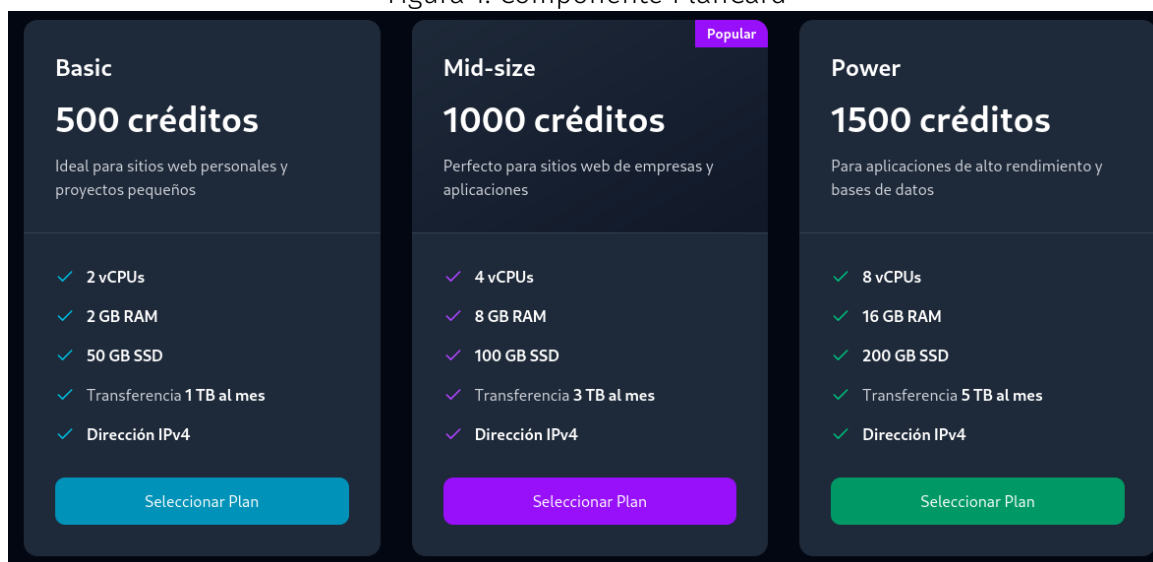 Figura 1: Componente PlanCard
Basic
500 créditos
Ideal para sitios web personales y
proyectos pequeños
2 vCPUs
2 GB RAM
50 GB SSD
Transferencia 1 TB al mes
Dirección IPv4
Seleccionar Plan
Popular
Mid-size
1000 créditos
Perfecto para sitios web de empresas y
aplicaciones
4 vCPUs
8 GB RAM
100 GB SSD
Transferencia 3 TB al mes
Dirección IPv4
Seleccionar Plan
Power
1500 créditos
Para aplicaciones de alto rendimiento y
bases de datos
8 vCPUs
16 GB RAM
200 GB SSD
Transferencia 5 TB al mes
Dirección IPv4
Seleccionar Plan